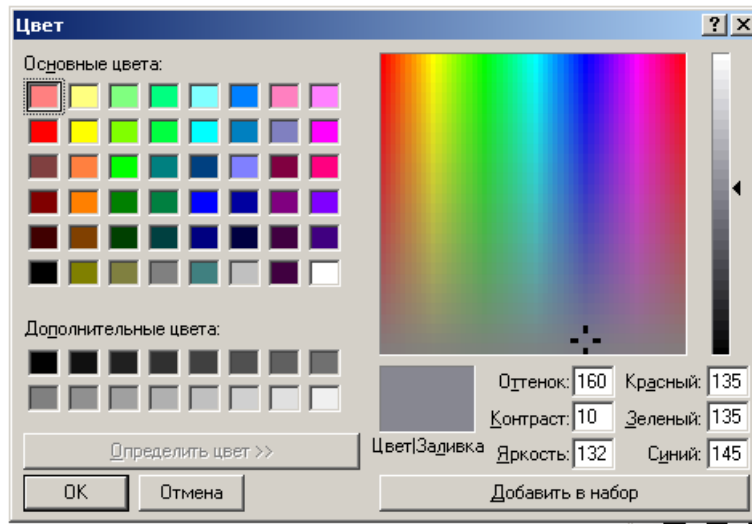 Цвет
Основные цвета:
Дополнительные цвета:
Определить цвет >>
OK
Отмена
Цвет|Заливка
Оттенок: 160
Контраст: 10
Яркость: 132
Красный: 135
Зеленый: 135
Синий: 145
Добавить в набор